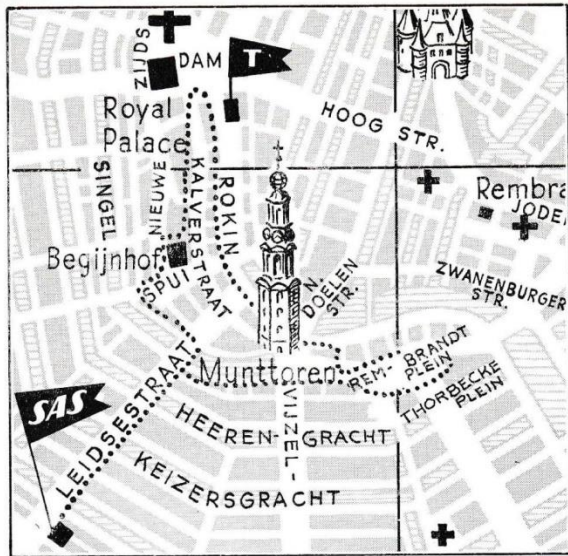 ZIJDS
DAM
T
Royal
Palace
HOOG STR.
SINGEL
NIEUWE
KALVERSTRAAT
ROKIN
Rembra
JODE
Begijnhof
SPUI
N.
DOELEN
STR.
ZWANENBURGER
STR.
Munttoren
REM-
BRANDT
PLEIN
THORBECKE
PLEIN
SAS
LEIDSESTRAAT
HEEREN-GRACHT
VIJZEL-
KEIZERSGRACHT